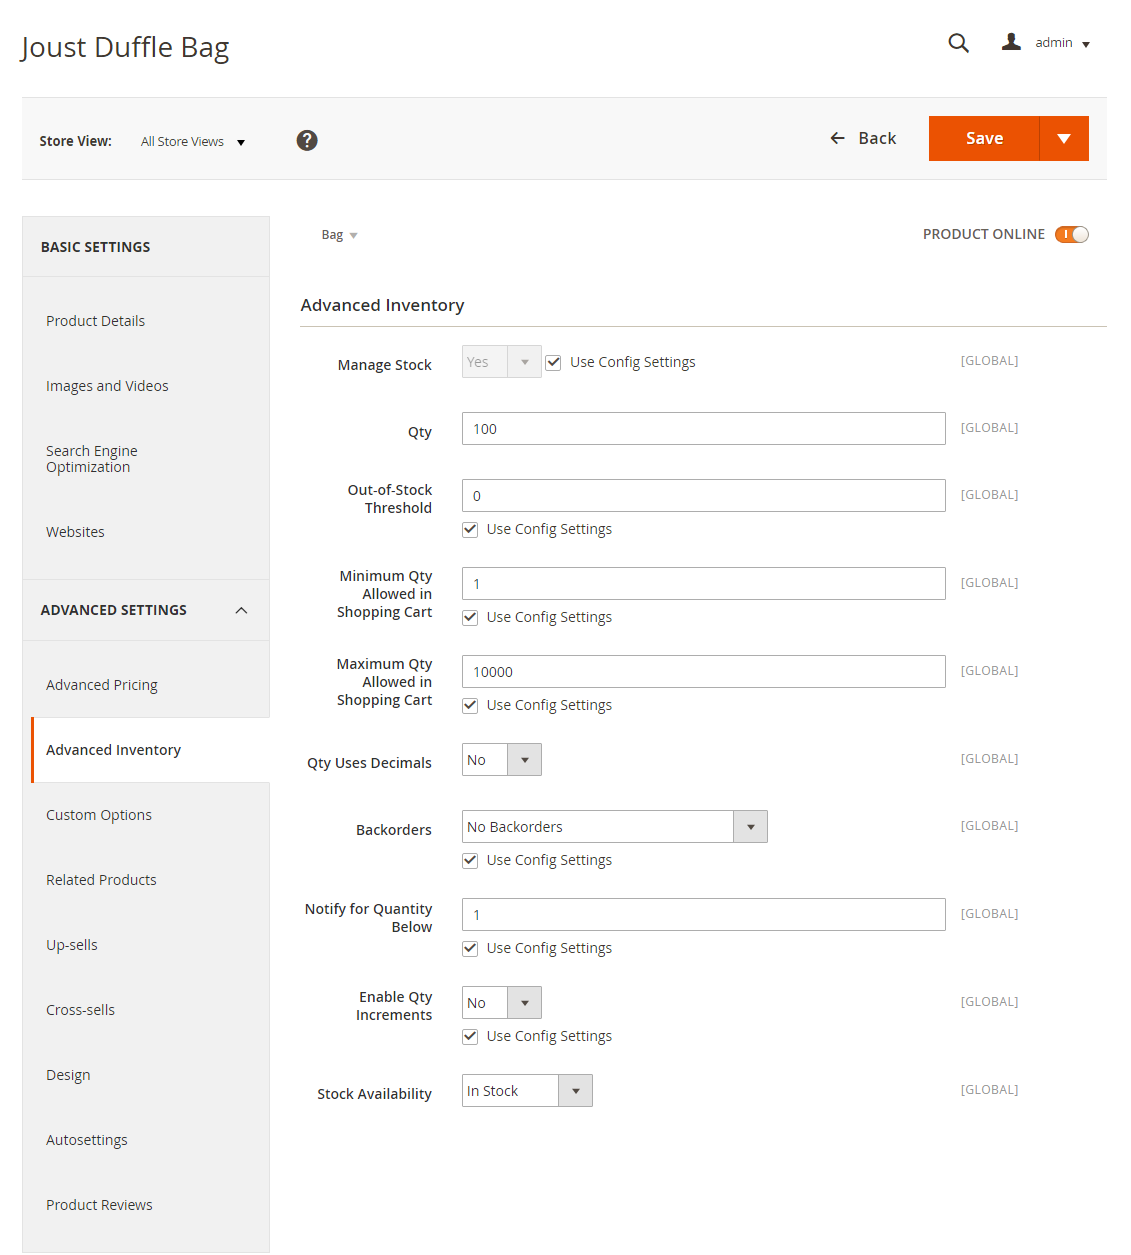 Joust Duffle Bag
admin
Store View:
All Store Views
?
Back
Save
BASIC SETTINGS
Product Details
Images and Videos
Search Engine
Optimization
Websites
ADVANCED SETTINGS
Advanced Pricing
Advanced Inventory
Custom Options
Related Products
Up-sells
Cross-sells
Design
Autosettings
Product Reviews
Bag
PRODUCT ONLINE
Advanced Inventory
Manage Stock
Yes
Use Config Settings
[GLOBAL]
Qty
100
[GLOBAL]
Out-of-Stock
Threshold
0
[GLOBAL]
Use Config Settings
Minimum Qty
Allowed in
Shopping Cart
1
[GLOBAL]
Use Config Settings
Maximum Qty
Allowed in
Shopping Cart
10000
[GLOBAL]
Use Config Settings
Qty Uses Decimals
No
[GLOBAL]
Backorders
No Backorders
[GLOBAL]
Use Config Settings
Notify for Quantity
Below
1
[GLOBAL]
Use Config Settings
Enable Qty
Increments
No
[GLOBAL]
Use Config Settings
Stock Availability
In Stock
[GLOBAL]